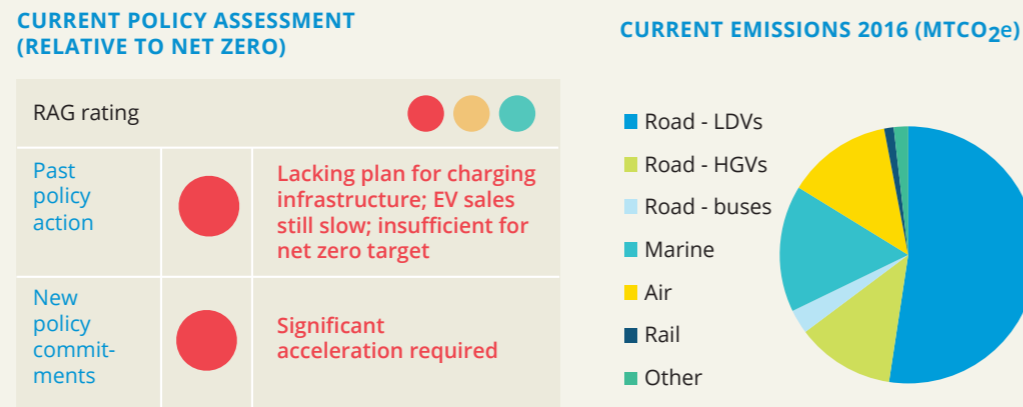 CURRENT POLICY ASSESSMENT
(RELATIVE TO NET ZERO)
RAG rating
Past
policy
action
Lacking plan for charging
infrastructure; EV sales
still slow; insufficient for
net zero target
New
policy
commit-
ments
Significant
acceleration required
CURRENT EMISSIONS 2016 (MTCO2e)
Road - LDVs
Road - HGVs
Road - buses
Marine
Air
Rail
Other